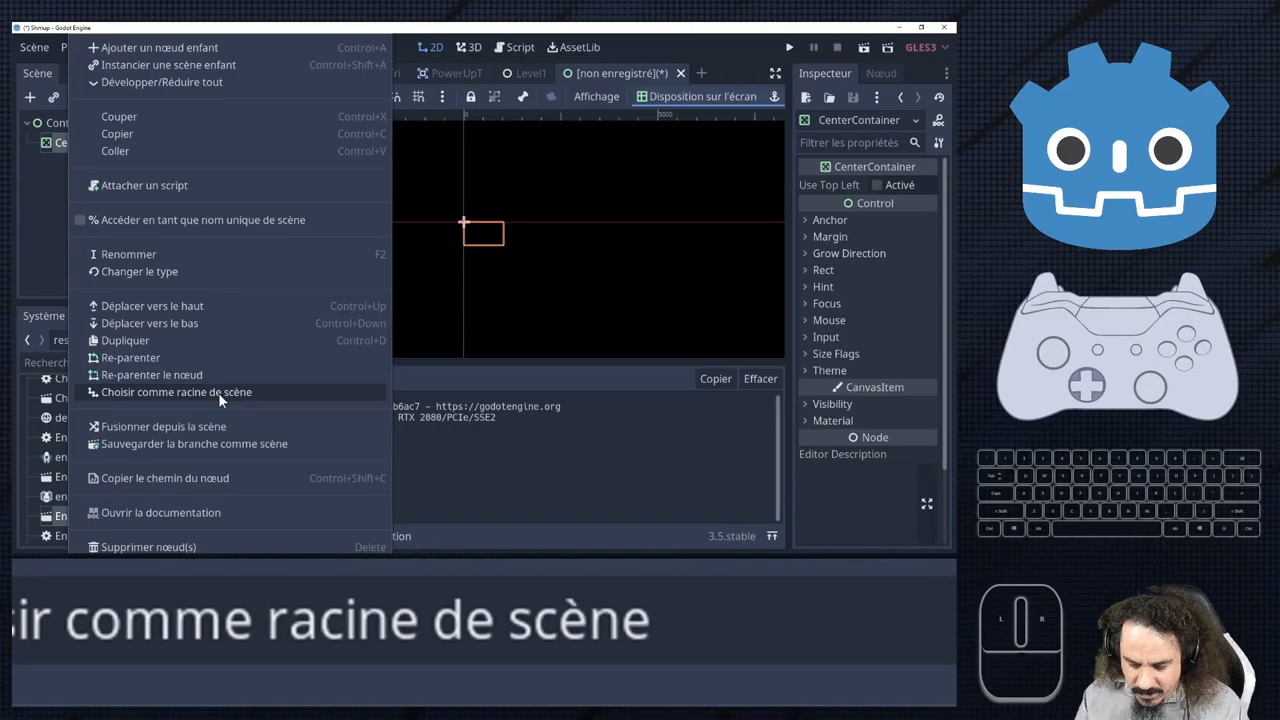 (*) Shmup - Godot Engine
Scène
2D
3D
Script
AssetLib
GLES3
Scène
PowerUpT
Level1
[non enregistré](*)
Inspecteur
Nœud
Affichage
Disposition sur l'écran
Ajouter un nœud enfant Control+A
Instancier une scène enfant Control+Shift+A
Développer/Réduire tout
Couper Control+X
Copier Control+C
Coller Control+V
Attacher un script
% Accéder en tant que nom unique de scène
Renommer F2
Changer le type
Déplacer vers le haut Control+Up
Déplacer vers le bas Control+Down
Dupliquer Control+D
Re-parenter
Re-parenter le nœud
Choisir comme racine de scène
Fusionner depuis la scène
Sauvegarder la branche comme scène
Copier le chemin du nœud Control+Shift+C
Ouvrir la documentation
Supprimer nœud(s) Delete
0
5000
CenterContainer
Filtrer les propriétés
CenterContainer
Use Top Left Activé
Control
Anchor
Margin
Grow Direction
Rect
Hint
Focus
Mouse
Input
Size Flags
Theme
CanvasItem
Visibility
Material
Node
Editor Description
Copier
Effacer
b6ac7 - https://godotengine.org
RTX 2080/PCIe/SSE2
3.5.stable
comme racine de scène
L
R